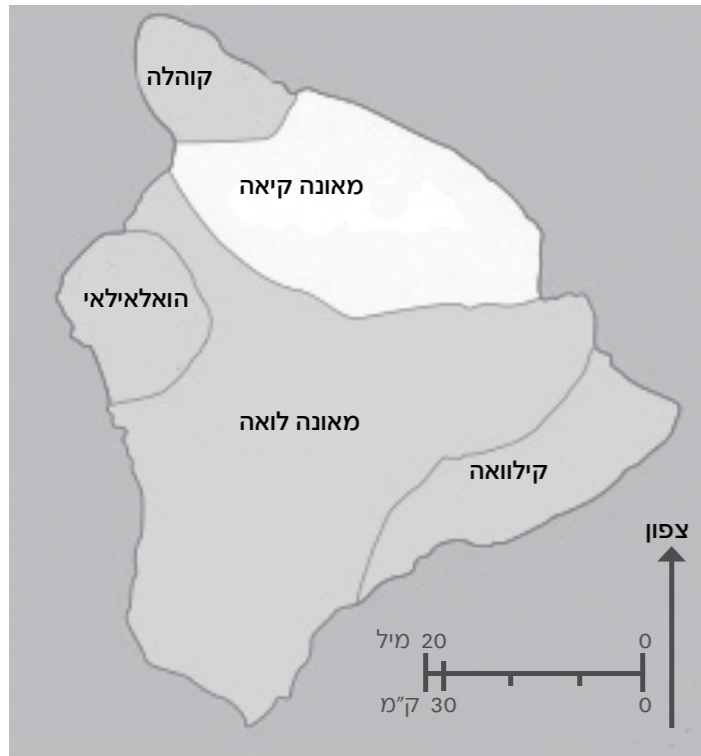 קוהלה
מאונה קיאה
הואלאילאי
מאונה לואה
קילוואה
צפון
0 20 מיל
0 30 ק"מ